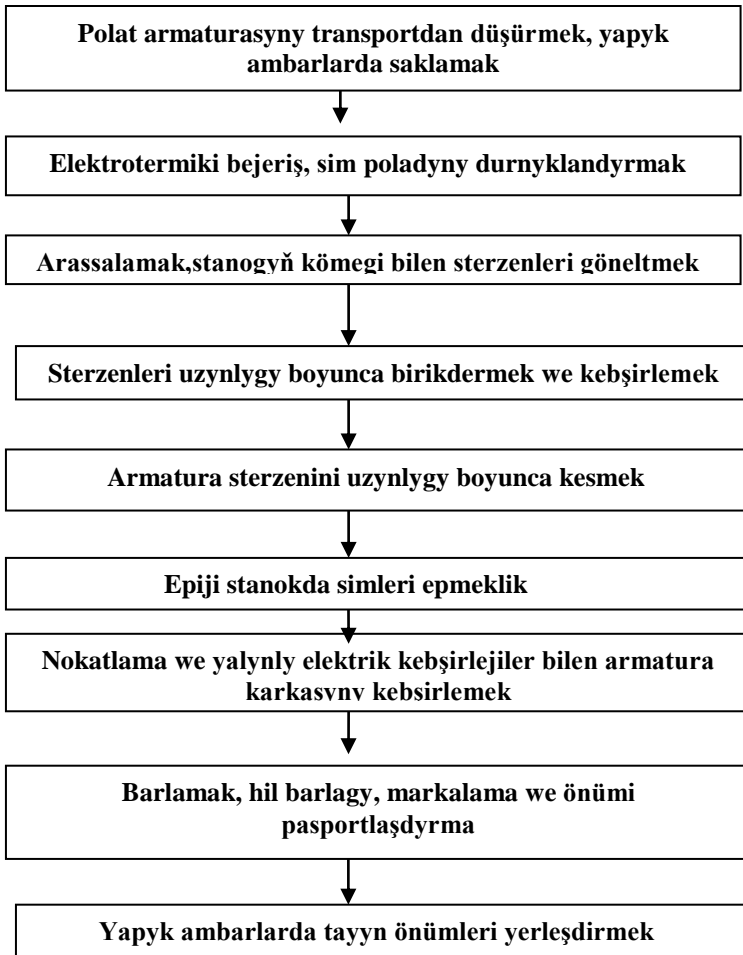 Polat armaturasyny transportdan düşürmek, yapyk
ambarlarda saklamak
Elektrotermiki bejeriş, sim poladyny durnyklandyrmak
Arassalamak,stanogyň kömegi bilen sterzenleri göneltmek
Sterzenleri uzynlygy boyunca birikdermek we kebşirlemek
Armatura sterzenini uzynlygy boyunca kesmek
Epiji stanokda simleri epmeklik
Nokatlama we yalynly elektrik kebşirlejiler bilen armatura
karkasyny kebsirlemek
Barlamak, hil barlagy, markalama we önümi
pasportlaşdyrma
Yapyk ambarlarda tayyn önümleri yerleşdirmek